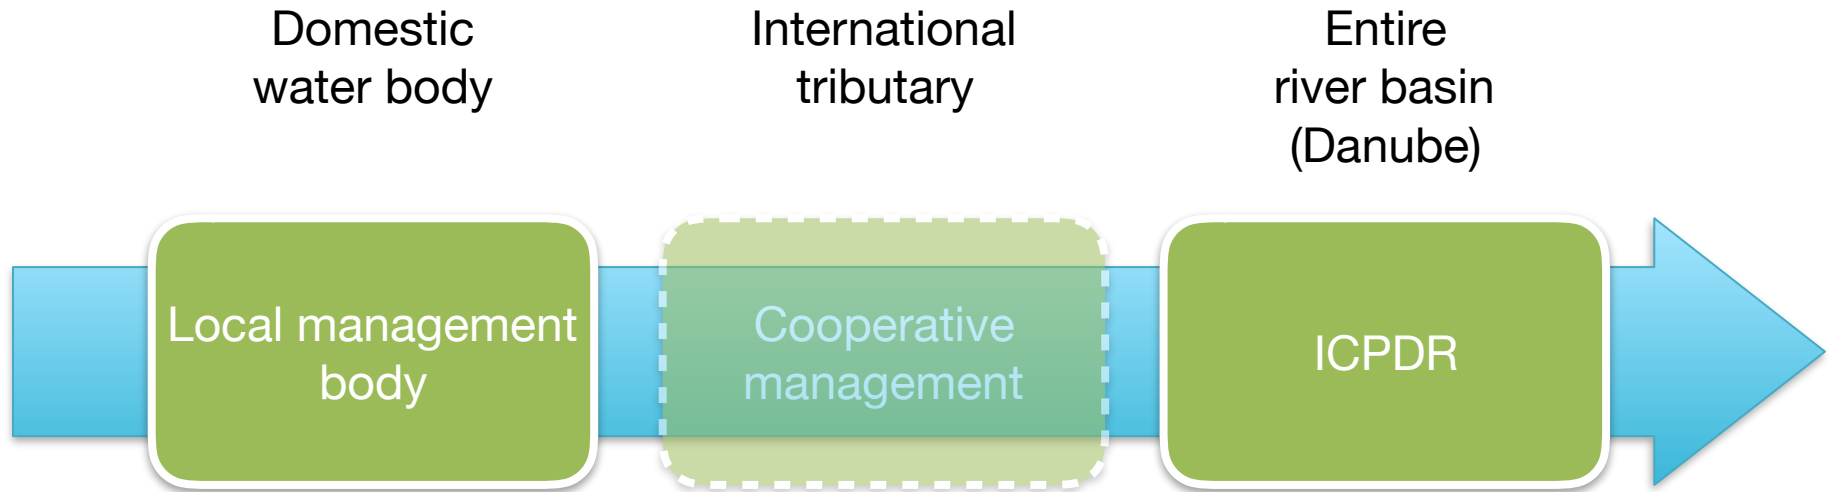 Domestic
water body
International
tributary
Entire
river basin
(Danube)
Local management
body
Cooperative
management
ICPDR